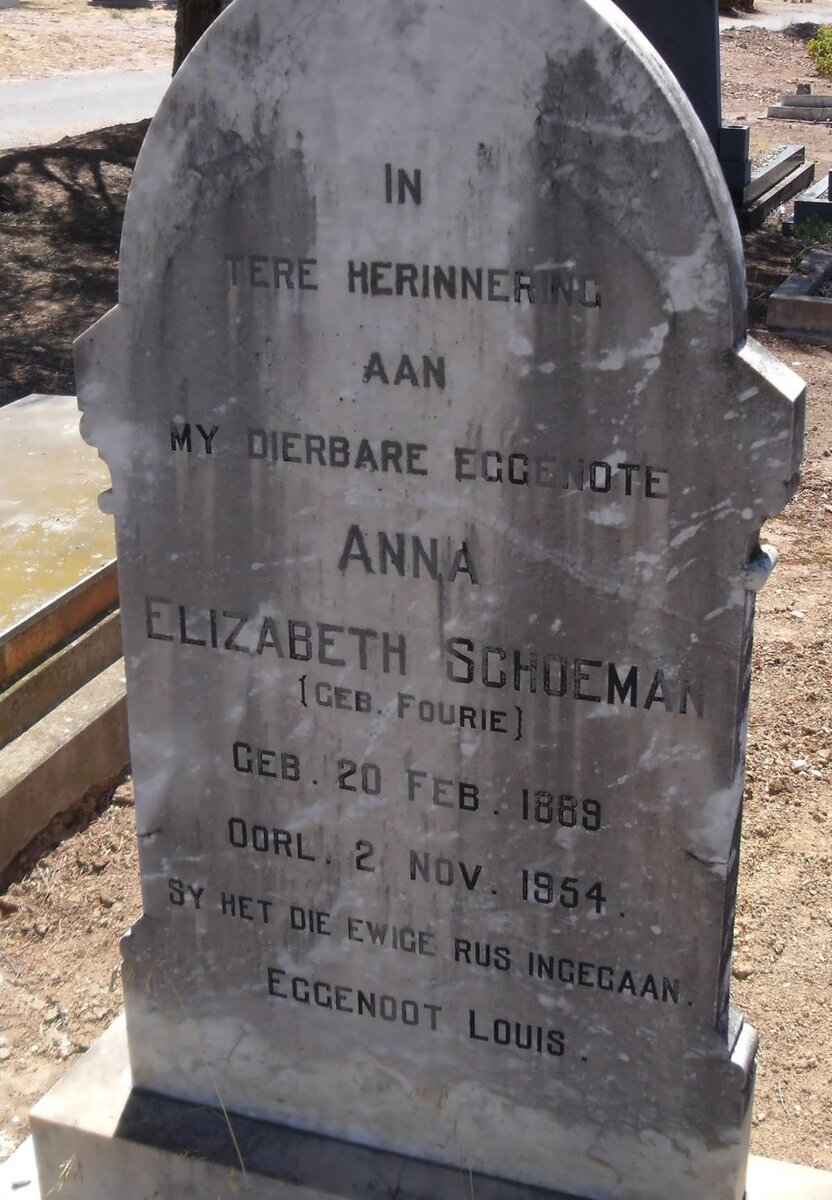 IN
TERE HERINNERING
AAN
MY DIERBARE EGGENOTE
ANNA
ELIZABETH SCHOEMAN
[GEB. FOURIE]
GEB. 20 FEB. 1889
OORL. 2 NOV. 1954.
SY HET DIE EWIGE RUS INGEGAAN.
EGGENOOT LOUIS.